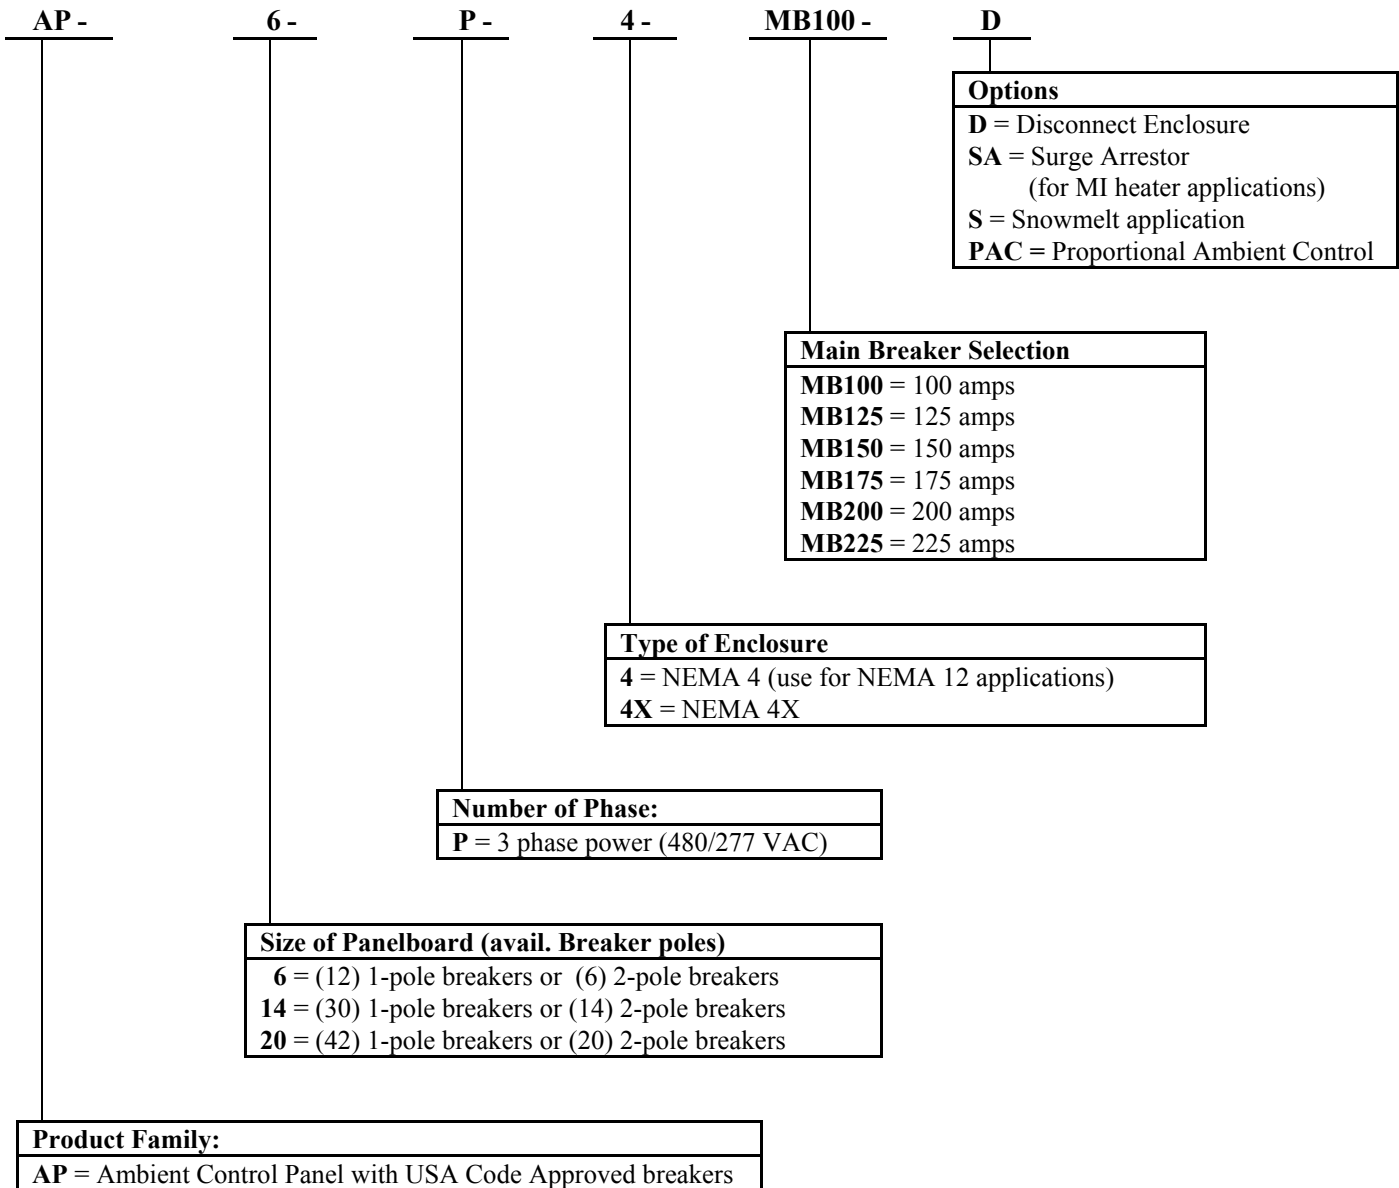 AP - 6 - P - 4 - MB100 - D
Options
D = Disconnect Enclosure
SA = Surge Arrestor
(for MI heater applications)
S = Snowmelt application
PAC = Proportional Ambient Control
Main Breaker Selection
MB100 = 100 amps
MB125 = 125 amps
MB150 = 150 amps
MB175 = 175 amps
MB200 = 200 amps
MB225 = 225 amps
Type of Enclosure
4 = NEMA 4 (use for NEMA 12 applications)
4X = NEMA 4X
Number of Phase:
P = 3 phase power (480/277 VAC)
Size of Panelboard (avail. Breaker poles)
6 = (12) 1-pole breakers or (6) 2-pole breakers
14 = (30) 1-pole breakers or (14) 2-pole breakers
20 = (42) 1-pole breakers or (20) 2-pole breakers
Product Family:
AP = Ambient Control Panel with USA Code Approved breakers